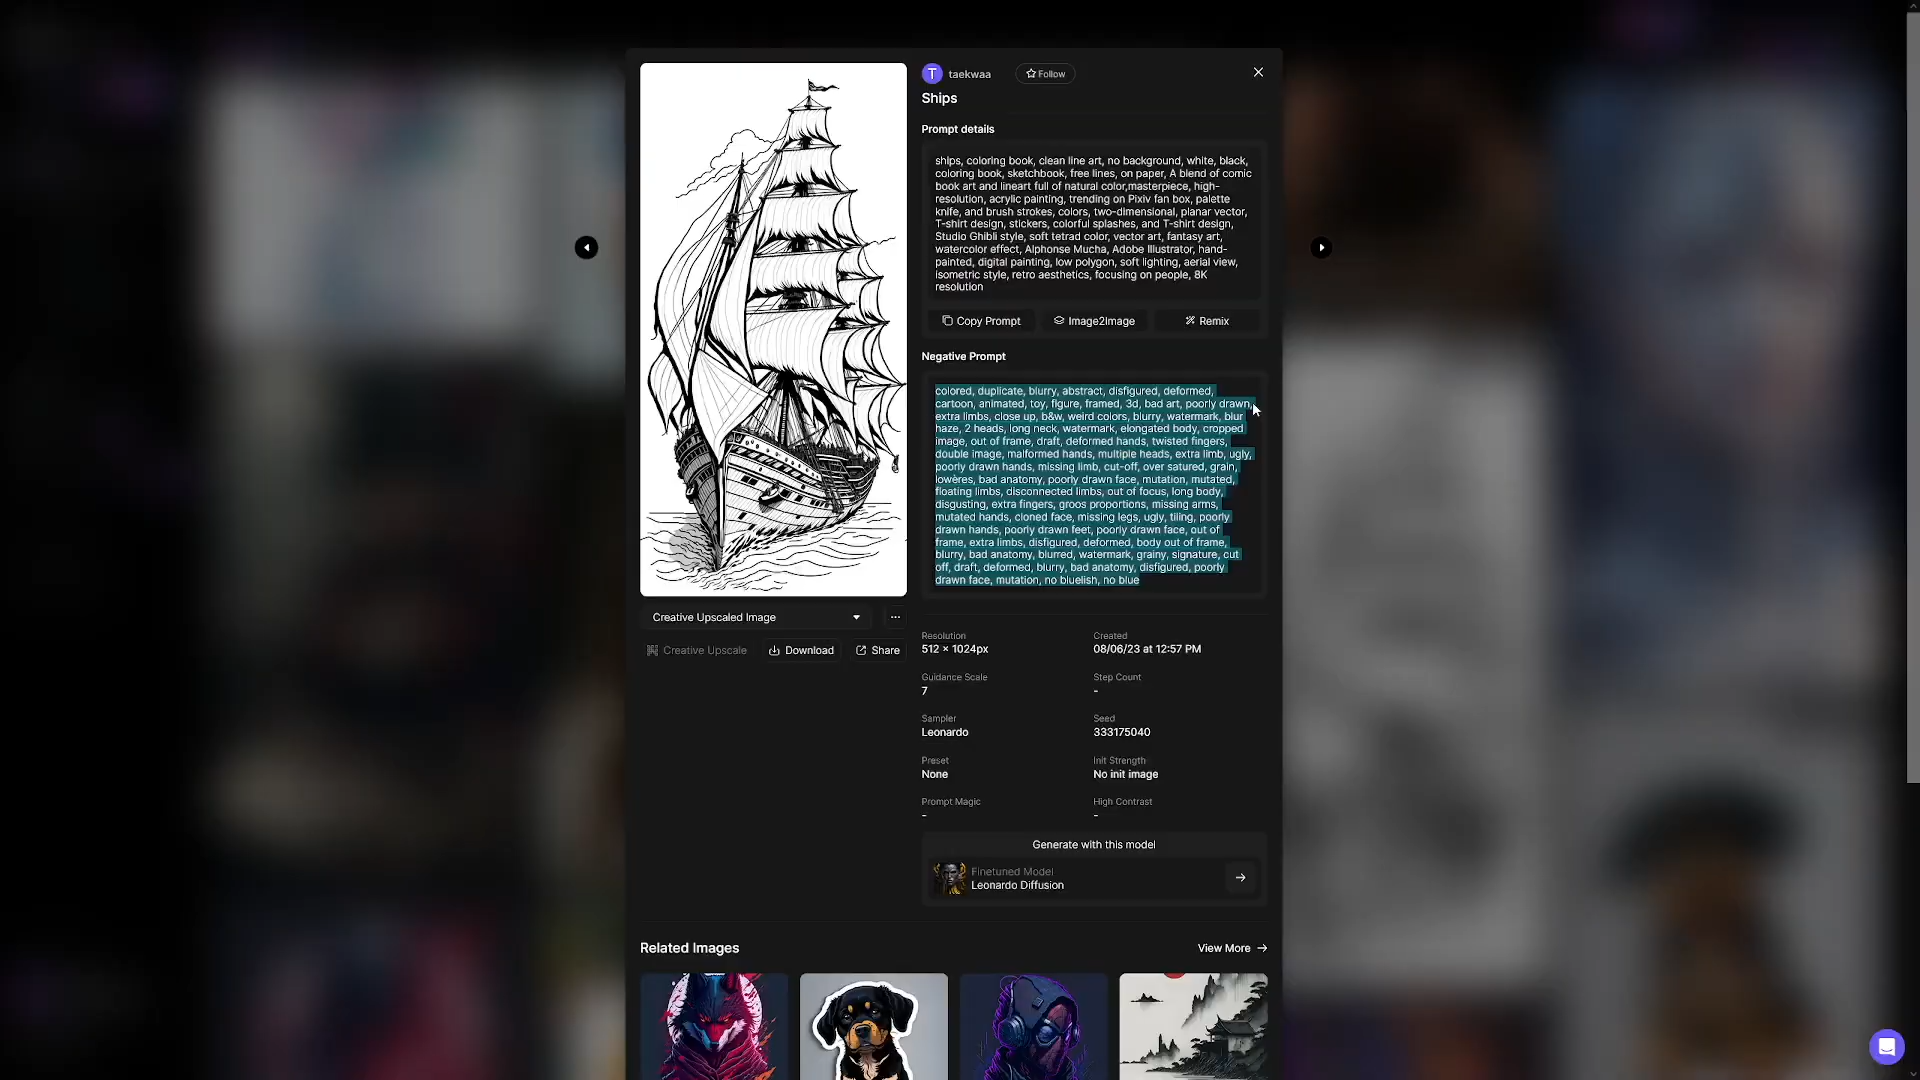 T taekwaa
Follow
Ships
Prompt details
ships, coloring book, clean line art, no background, white, black,
coloring book, sketchbook, free lines, on paper, A blend of comic
book art and lineart full of natural color,masterpiece, high-
resolution, acrylic painting, trending on Pixiv fan box, palette
knife, and brush strokes, colors, two-dimensional, planar vector,
T-shirt design, stickers, colorful splashes, and T-shirt design,
Studio Ghibli style, soft tetrad color, vector art, fantasy art,
watercolor effect, Alphonse Mucha, Adobe Illustrator, hand-
painted, digital painting, low polygon, soft lighting, aerial view,
isometric style, retro aesthetics, focusing on people, 8K
resolution
Copy Prompt
Image2Image
Remix
Negative Prompt
colored, duplicate, blurry, abstract, disfigured, deformed,
cartoon, animated, toy, figure, framed, 3d, bad art, poorly drawn,
extra limbs, close up, b&w, weird colors, blurry, watermark, blur
haze, 2 heads, long neck, watermark, elongated body, cropped
image, out of frame, draft, deformed hands, twisted fingers,
double image, malformed hands, multiple heads, extra limb, ugly,
poorly drawn hands, missing limb, cut-off, over satured, grain,
lowères, bad anatomy, poorly drawn face, mutation, mutated,
floating limbs, disconnected limbs, out of focus, long body,
disgusting, extra fingers, groos proportions, missing arms,
mutated hands, cloned face, missing legs, ugly, tiling, poorly
drawn hands, poorly drawn feet, poorly drawn face, out of
frame, extra limbs, disfigured, deformed, body out of frame,
blurry, bad anatomy, blurred, watermark, grainy, signature, cut
off, draft, deformed, blurry, bad anatomy, disfigured, poorly
drawn face, mutation, no bluelish, no blue
Creative Upscaled Image
Creative Upscale
Download
Share
Resolution
512 × 1024px
Created
08/06/23 at 12:57 PM
Guidance Scale
7
Step Count
-
Sampler
Leonardo
Seed
333175040
Preset
None
Init Strength
No init image
Prompt Magic
-
High Contrast
-
Generate with this model
Finetuned Model
Leonardo Diffusion
Related Images
View More